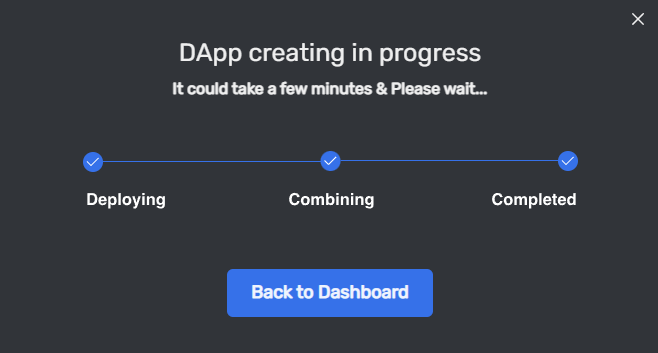 DApp creating in progress
It could take a few minutes & Please wait...
Deploying Combining Completed
Back to Dashboard